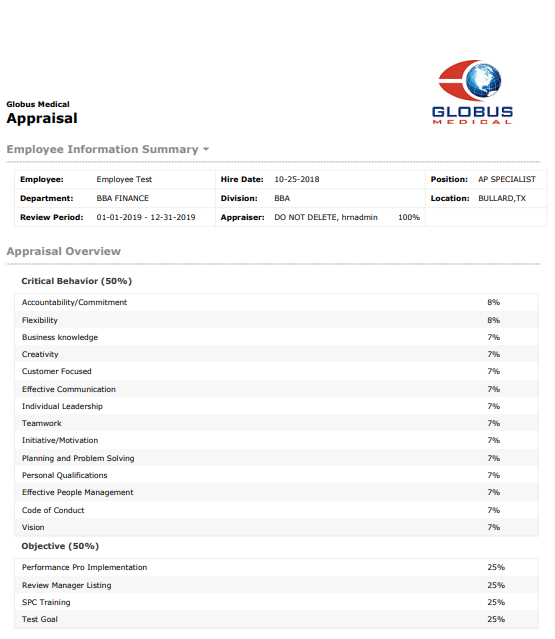 GLOBUS
MEDICAL
Globus Medical
Appraisal
Employee Information Summary
Employee: Employee Test Hire Date: 10-25-2018 Position: AP SPECIALIST
Department: BBA FINANCE Division: BBA Location: BULLARD,TX
Review Period: 01-01-2019 - 12-31-2019 Appraiser: DO NOT DELETE, hrnadmin 100%
Appraisal Overview
Critical Behavior (50%)
Accountability/Commitment 8%
Flexibility 8%
Business knowledge 7%
Creativity 7%
Customer Focused 7%
Effective Communication 7%
Individual Leadership 7%
Teamwork 7%
Initiative/Motivation 7%
Planning and Problem Solving 7%
Personal Qualifications 7%
Effective People Management 7%
Code of Conduct 7%
Vision 7%
Objective (50%)
Performance Pro Implementation 25%
Review Manager Listing 25%
SPC Training 25%
Test Goal 25%